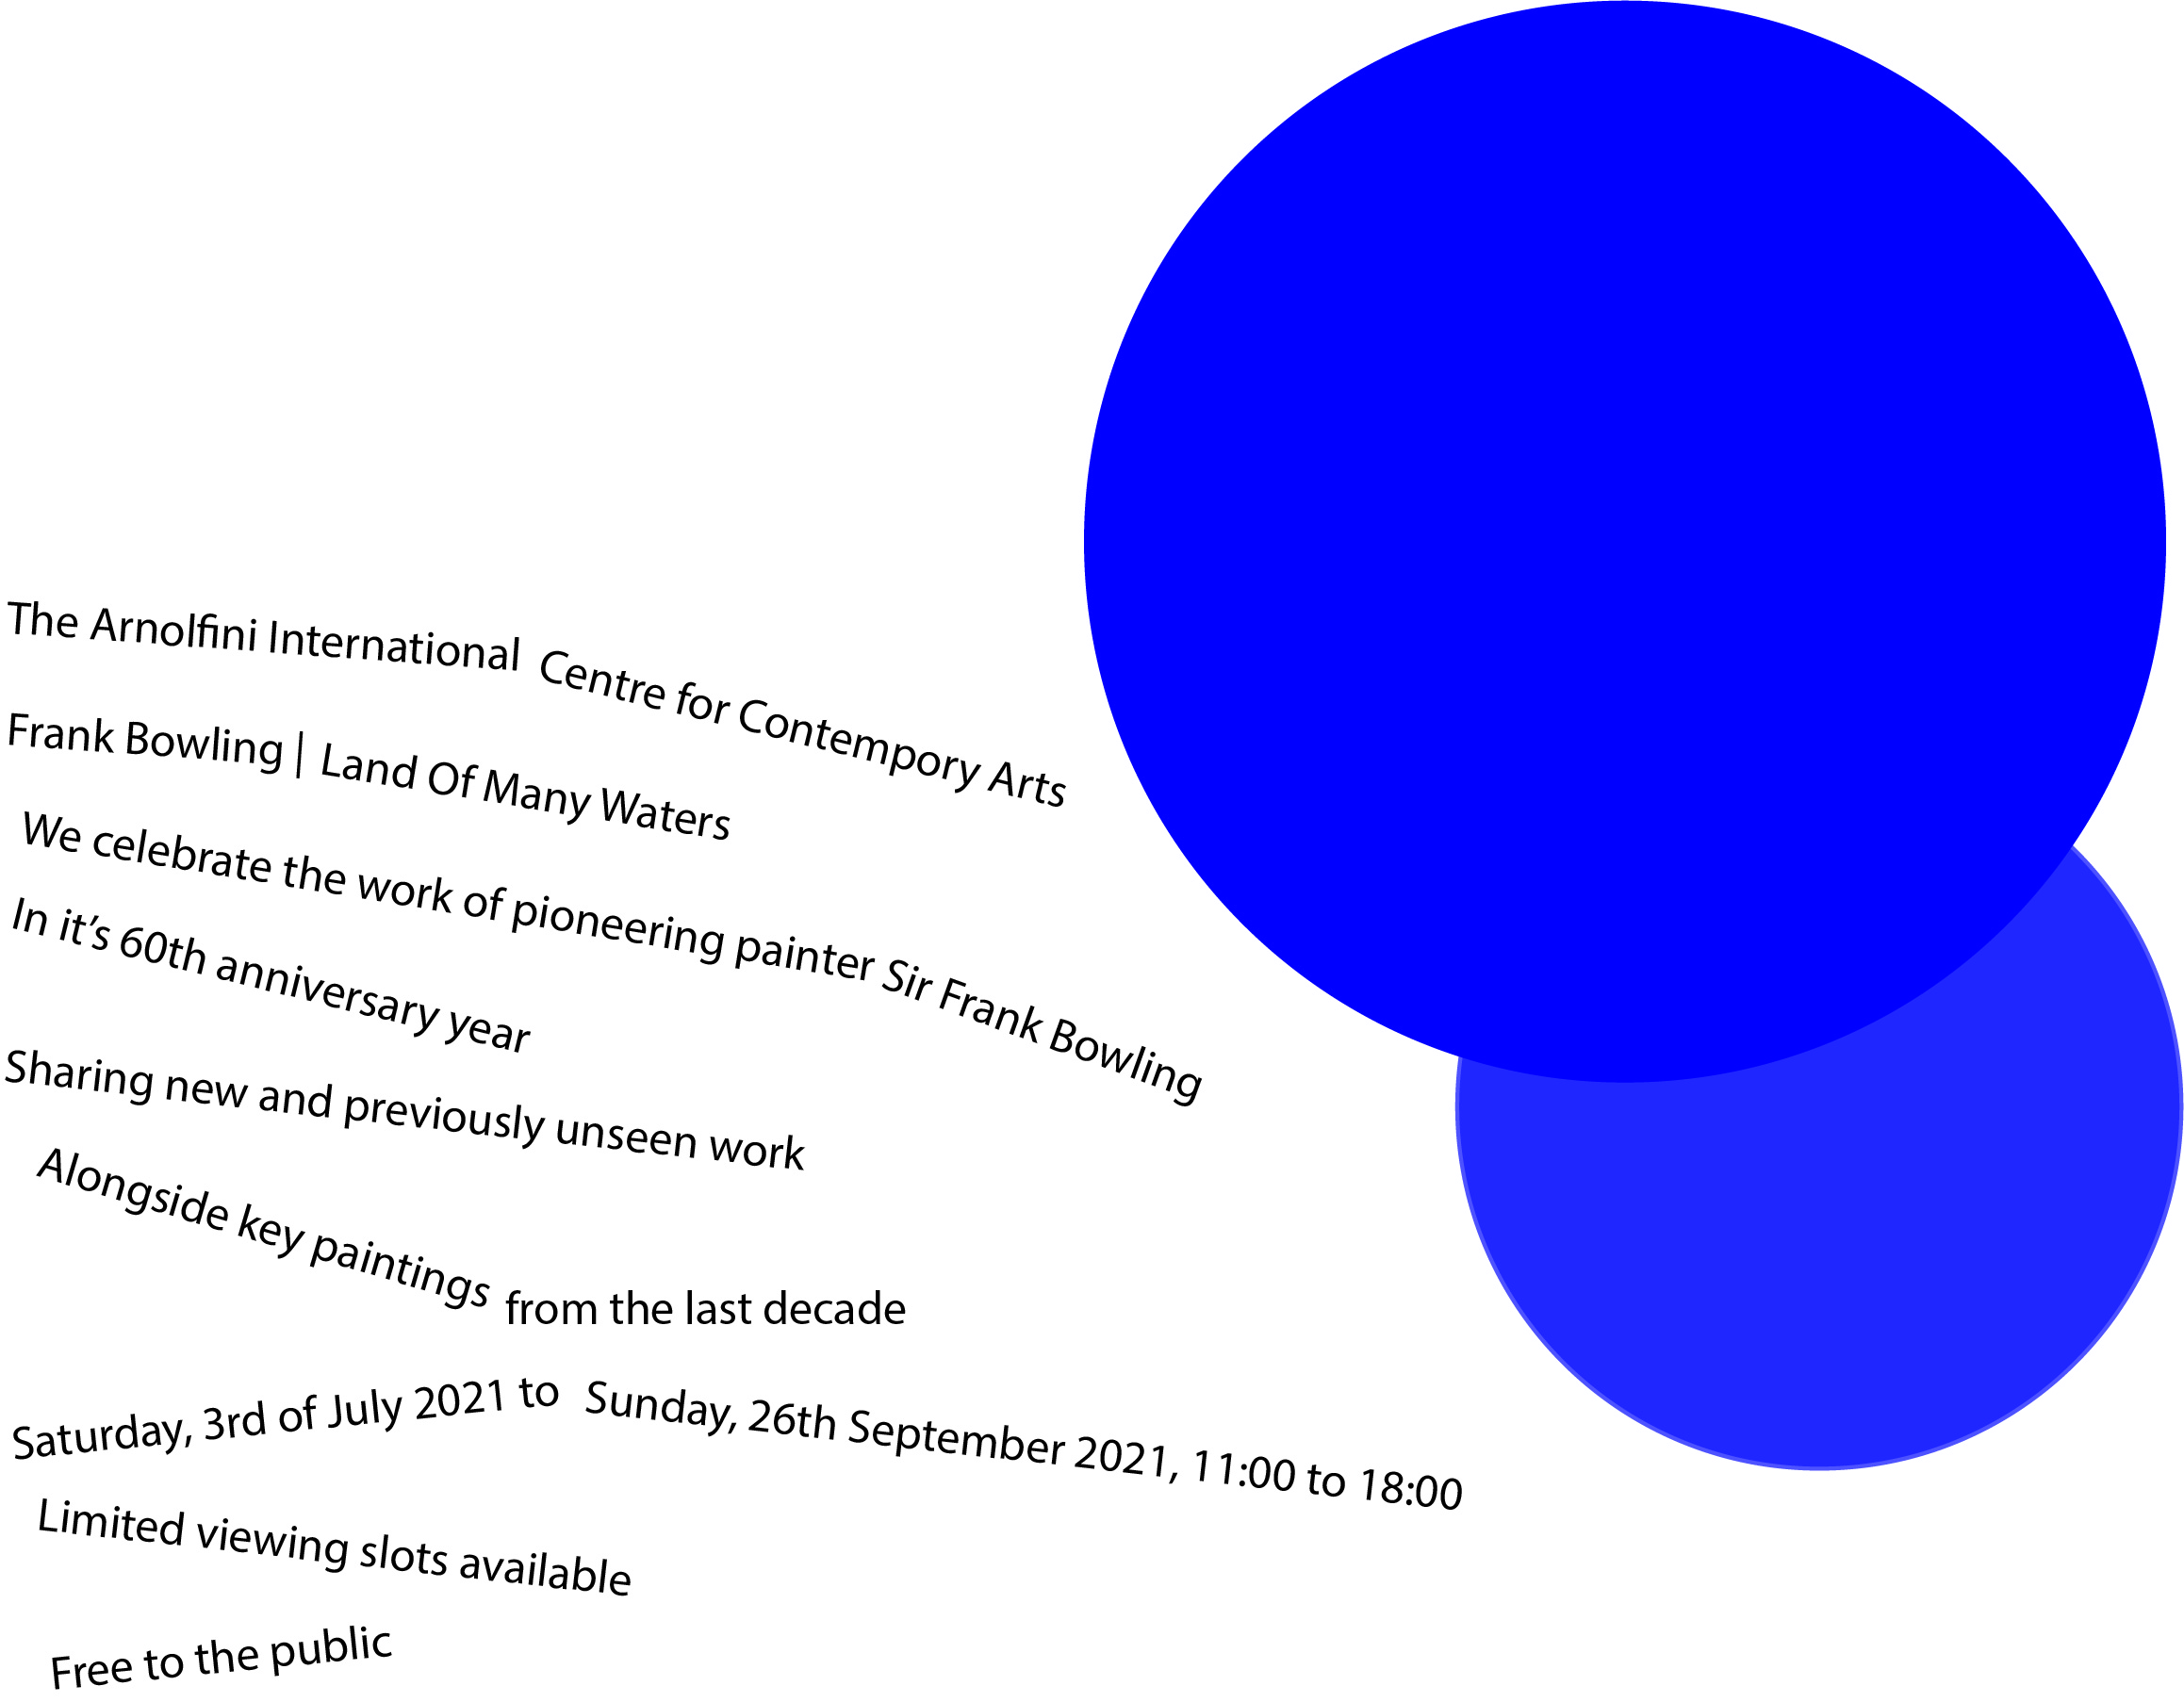 The Arnolfini International Centre for Contempory Arts
Frank Bowling | Land Of Many Waters
We celebrate the work of pioneering painter Sir Frank Bowling
In it's 60th anniversary year
Sharing new and previously unseen work
Alongside key paintings from the last decade
Saturday, 3rd of July 2021 to Sunday, 26th September 2021, 11:00 to 18:00
Limited viewing slots available
Free to the public